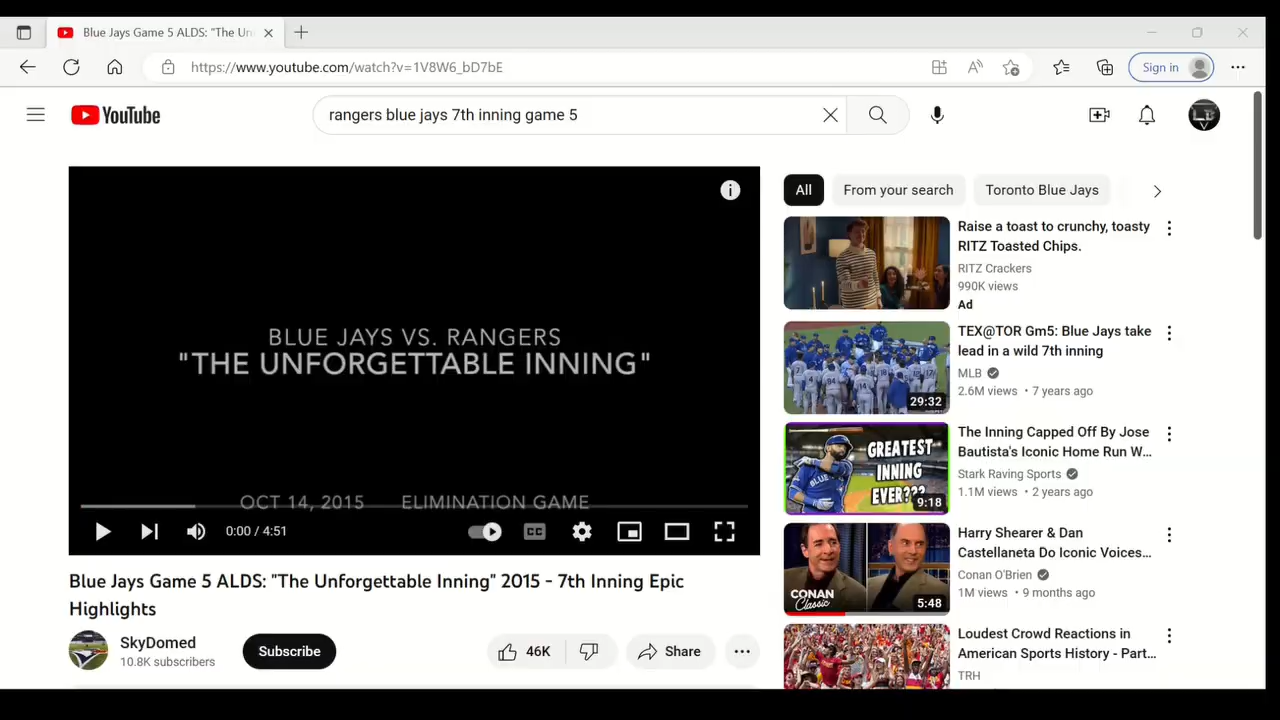 Blue Jays Game 5 ALDS: "The Un
https://www.youtube.com/watch?v=1V8W6_bD7bE
Sign in
YouTube
rangers blue jays 7th inning game 5
BLUE JAYS VS. RANGERS
"THE UNFORGETTABLE INNING"
OCT 14, 2015 ELIMINATION GAME
0:00 / 4:51
CC
Blue Jays Game 5 ALDS: "The Unforgettable Inning" 2015 - 7th Inning Epic
Highlights
SkyDomed
10.8K subscribers
Subscribe
46K
Share
All
From your search
Toronto Blue Jays
Raise a toast to crunchy, toasty
RITZ Toasted Chips.
RITZ Crackers
990K views
Ad
29:32
TEX@TOR Gm5: Blue Jays take
lead in a wild 7th inning
MLB
2.6M views • 7 years ago
GREATEST
INNING
EVER???
9:18
The Inning Capped Off By Jose
Bautista's Iconic Home Run W...
Stark Raving Sports
1.1M views • 2 years ago
CONAN
Classic
5:48
Harry Shearer & Dan
Castellaneta Do Iconic Voices...
Conan O'Brien
1M views • 9 months ago
Loudest Crowd Reactions in
American Sports History - Part...
TRH